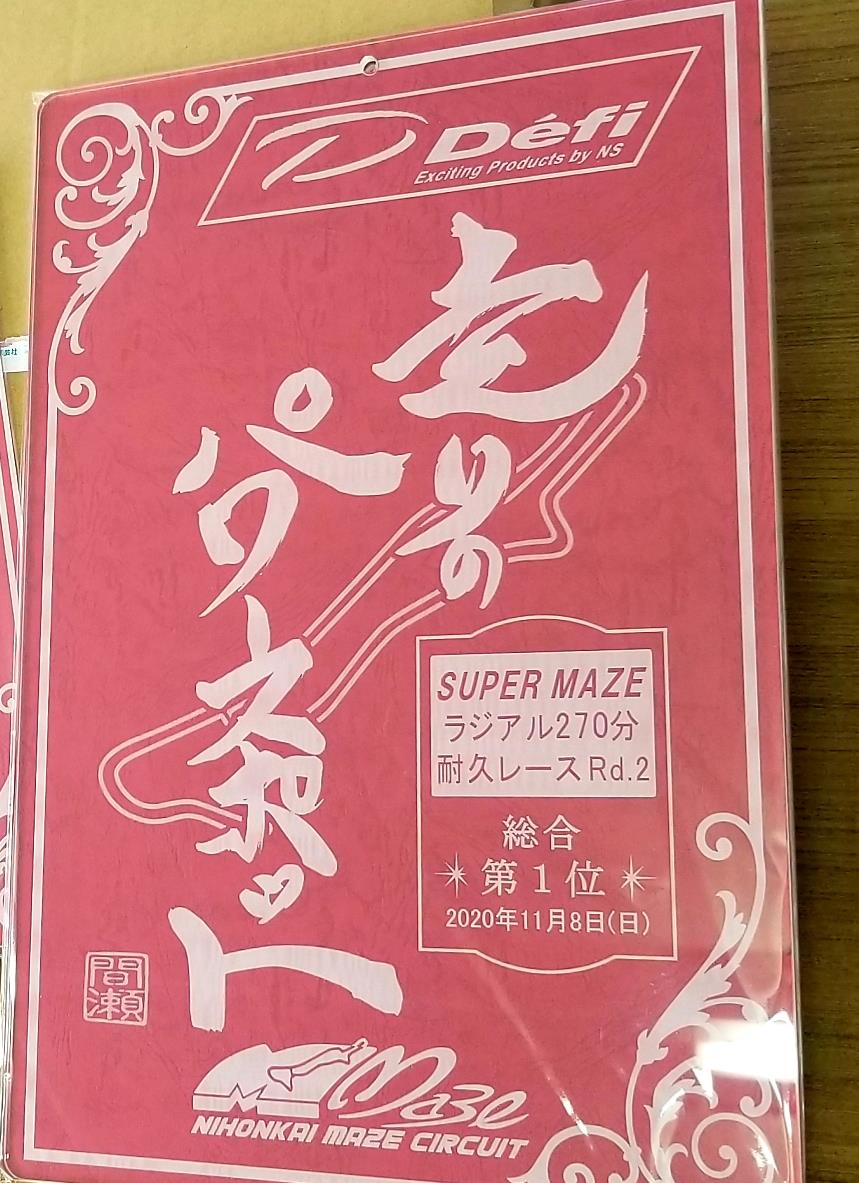 D Défi
Exciting Products by NS
走りの
パワースポット
SUPER MAZE
ラジアル270分
耐久レースRd.2
総合
第1位
2020年11月8日(日)
間瀬
Maze
NIHONKAI MAZE CIRCUIT